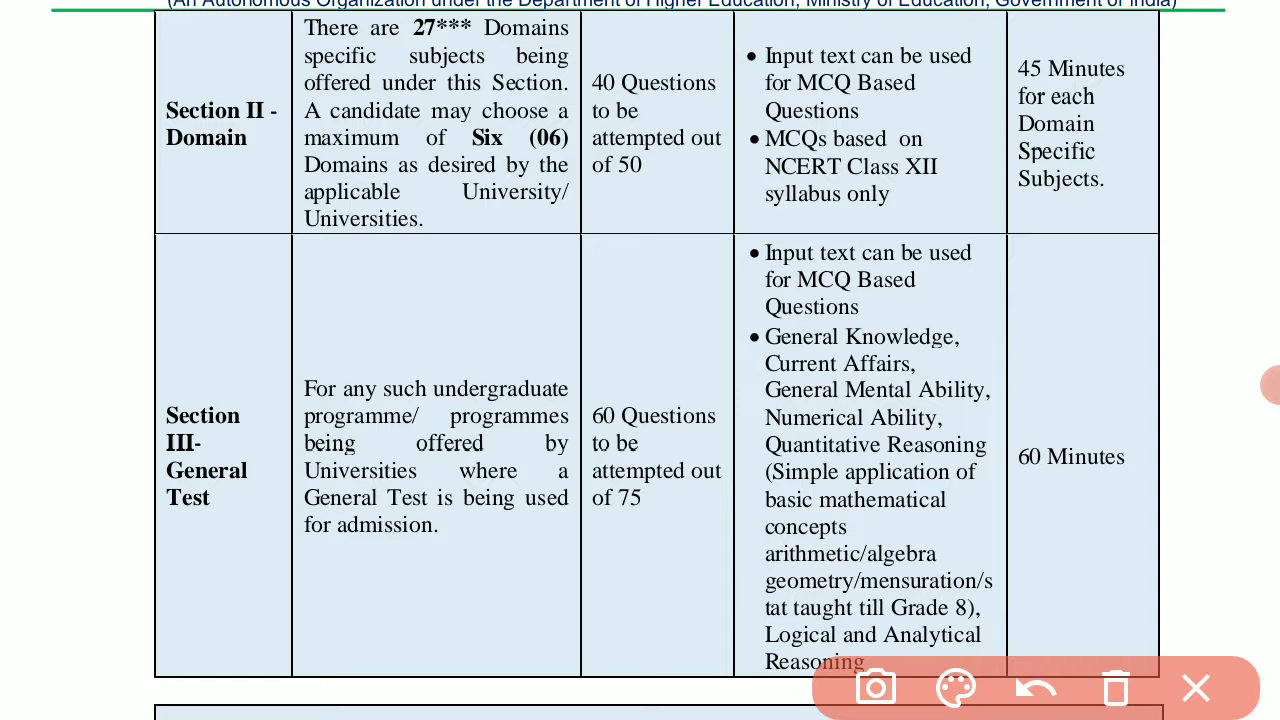 (An Autonomous Organization under the Department of Higher Education, Ministry of Education, Government of India)
Section II -
Domain
There are 27*** Domains
specific subjects being
offered under this Section.
A candidate may choose a
maximum of Six (06)
Domains as desired by the
applicable University/
Universities.
40 Questions
to be
attempted out
of 50
• Input text can be used
for MCQ Based
Questions
• MCQs based on
NCERT Class XII
syllabus only
45 Minutes
for each
Domain
Specific
Subjects.
Section
III-
General
Test
For any such undergraduate
programme/ programmes
being offered by
Universities where a
General Test is being used
for admission.
60 Questions
to be
attempted out
of 75
• Input text can be used
for MCQ Based
Questions
• General Knowledge,
Current Affairs,
General Mental Ability,
Numerical Ability,
Quantitative Reasoning
(Simple application of
basic mathematical
concepts
arithmetic/algebra
geometry/mensuration/s
tat taught till Grade 8),
Logical and Analytical
Reasoning
60 Minutes